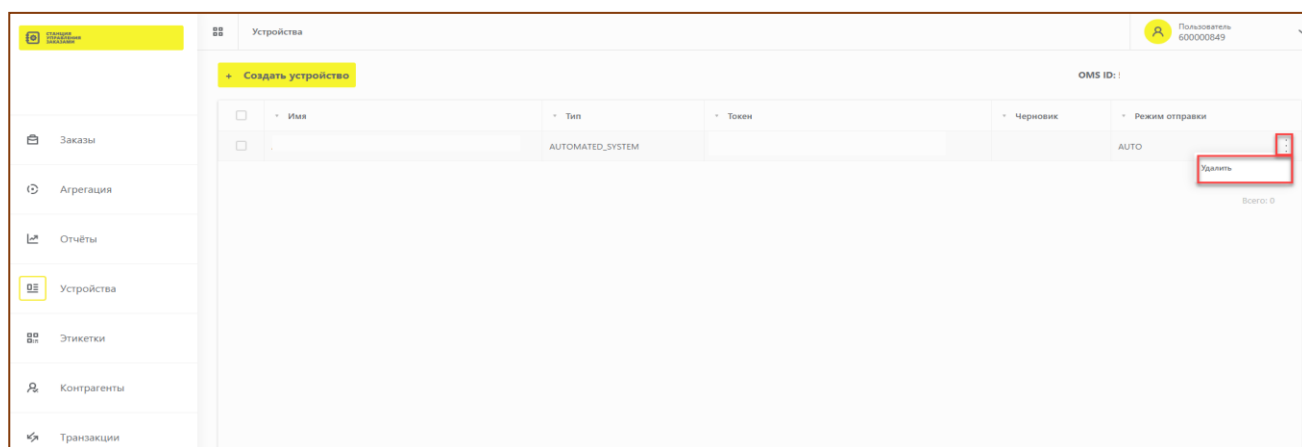 СТАНЦИЯ
УПРАВЛЕНИЯ
ЗАКАЗАМИ
Устройства
Пользователь
600000849
+ Создать устройство
OMS ID:
Имя
Тип
Токен
Черновик
Режим отправки
AUTOMATED_SYSTEM
AUTO
Удалить
Всего: 0
Заказы
Агрегация
Отчёты
Устройства
Этикетки
Контрагенты
Транзакции